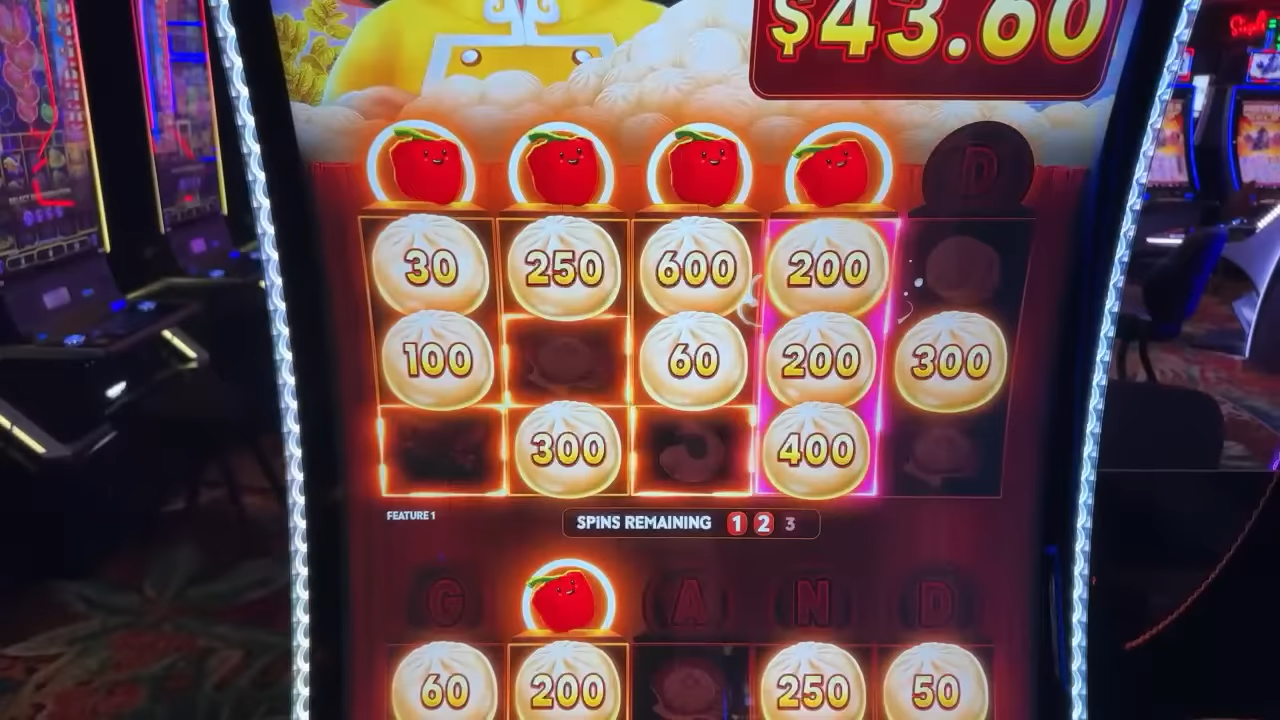 $43.60
D
30 250 600 200
100 60 200 300
300 400
FEATURE 1
SPINS REMAINING 1 2 3
G A N D
60 200 250 50